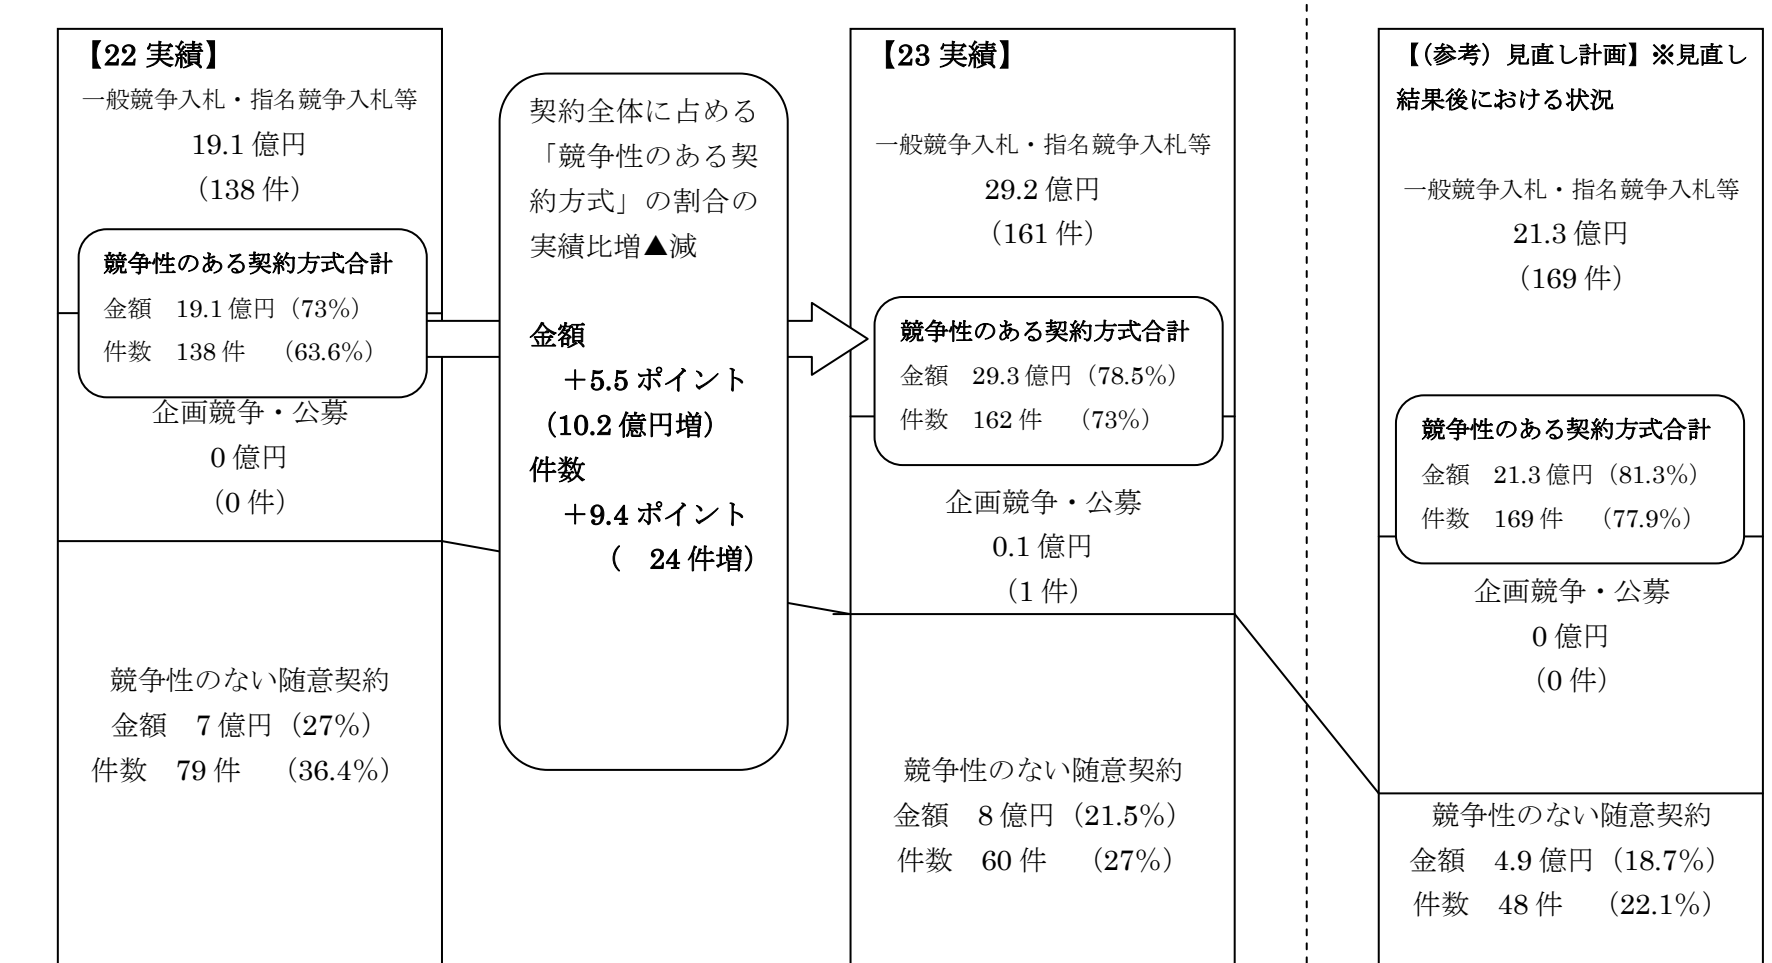 【22 実績】
一般競争入札・指名競争入札等
19.1 億円
（138 件）
競争性のある契約方式合計
金額　19.1 億円（73%）
件数　138 件　（63.6%）
企画競争・公募
0 億円
（0 件）
競争性のない随意契約
金額　7 億円（27%）
件数　79 件　（36.4%）
契約全体に占める
「競争性のある契
約方式」の割合の
実績比増▲減
金額
＋5.5 ポイント
（10.2 億円増）
件数
＋9.4 ポイント
（　24 件増）
【23 実績】
一般競争入札・指名競争入札等
29.2 億円
（161 件）
競争性のある契約方式合計
金額　29.3 億円（78.5%）
件数　162 件　（73%）
企画競争・公募
0.1 億円
（1 件）
競争性のない随意契約
金額　8 億円（21.5%）
件数　60 件　（27%）
【（参考）見直し計画】※見直し
結果後における状況
一般競争入札・指名競争入札等
21.3 億円
（169 件）
競争性のある契約方式合計
金額　21.3 億円（81.3%）
件数　169 件　（77.9%）
企画競争・公募
0 億円
（0 件）
競争性のない随意契約
金額　4.9 億円（18.7%）
件数　48 件　（22.1%）